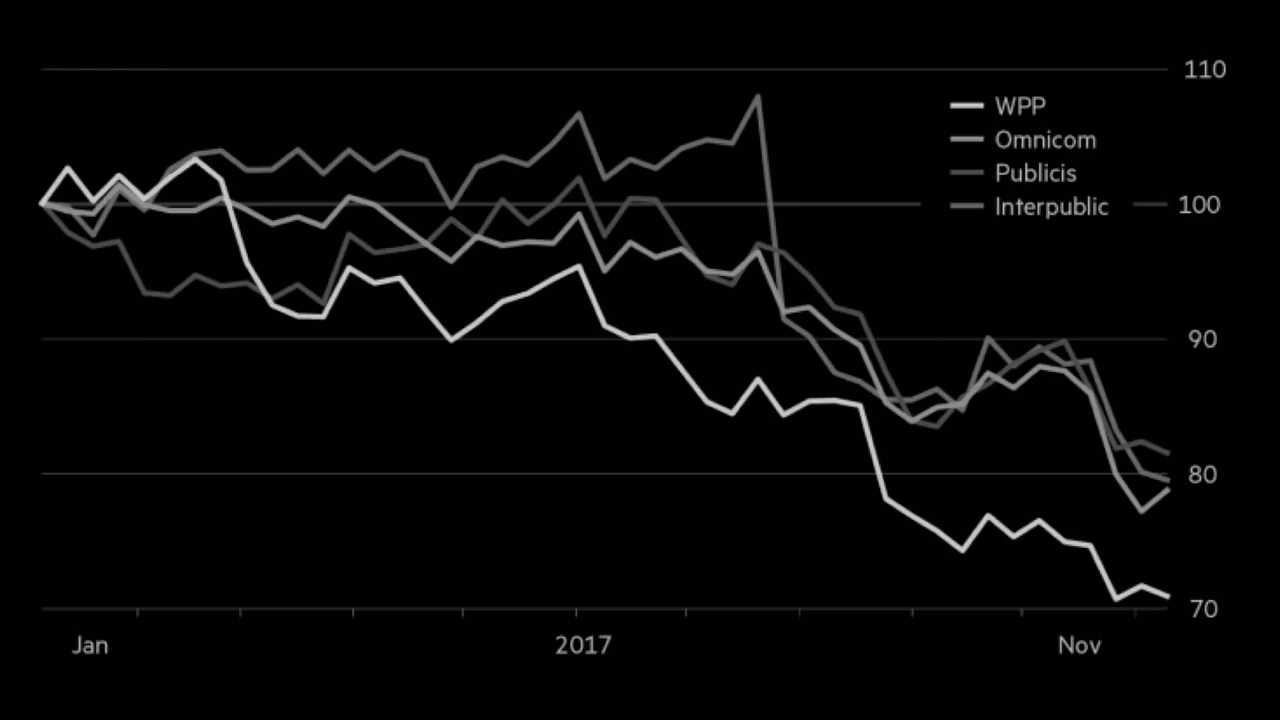 110
WPP
Omnicom
Publicis
Interpublic
100
90
80
70
Jan
2017
Nov